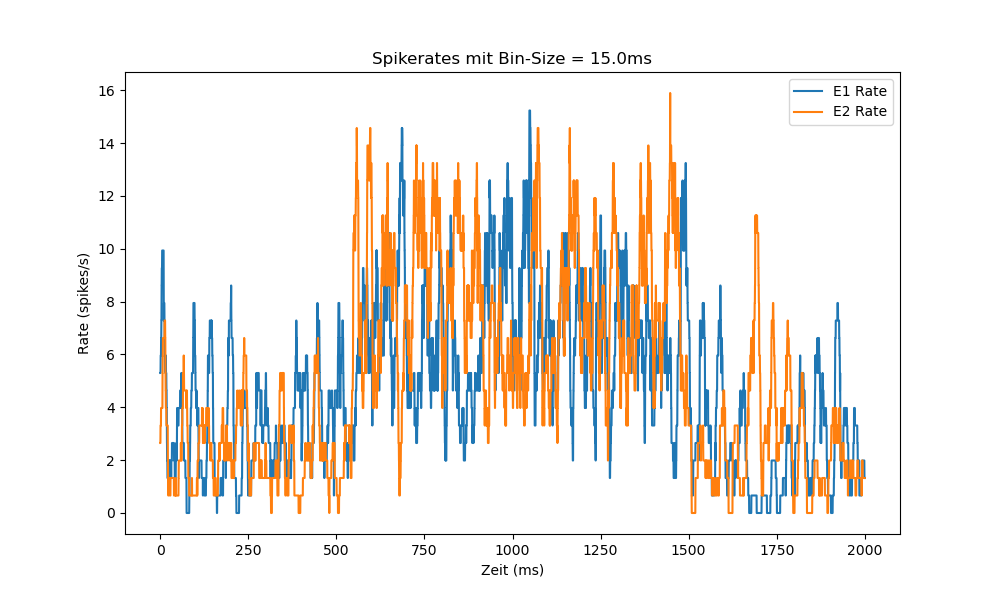 Spikerates mit Bin-Size = 15.0ms
E1 Rate
E2 Rate
Rate (spikes/s)
16
14
12
10
8
6
4
2
0
0 250 500 750 1000 1250 1500 1750 2000
Zeit (ms)